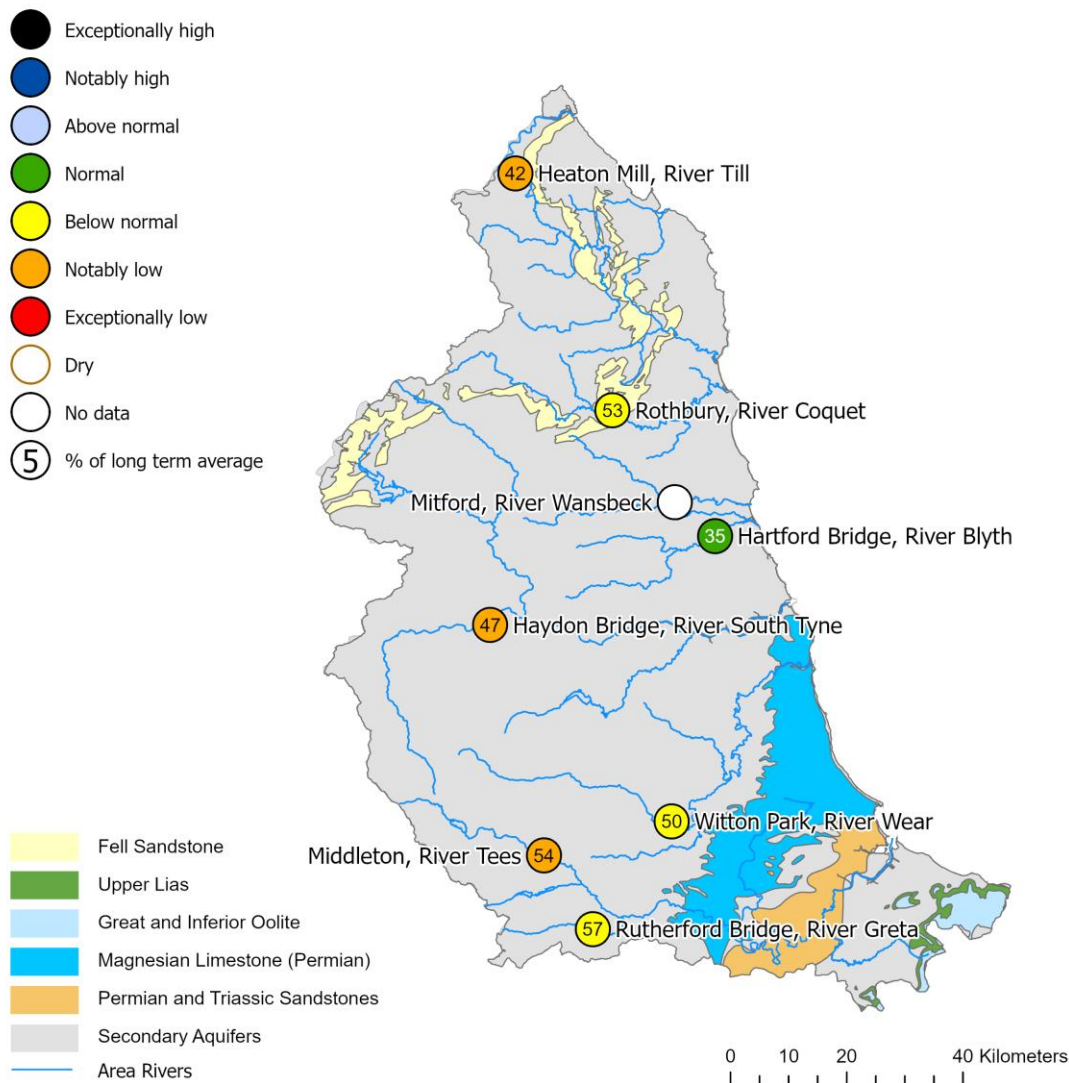 Exceptionally high
Notably high
Above normal
Normal
Below normal
Notably low
Exceptionally low
Dry
No data
5 % of long term average
42 Heaton Mill, River Till
53 Rothbury, River Coquet
Mitford, River Wansbeck
35 Hartford Bridge, River Blyth
47 Haydon Bridge, River South Tyne
50 Witton Park, River Wear
Middleton, River Tees 54
57 Rutherford Bridge, River Greta
Fell Sandstone
Upper Lias
Great and Inferior Oolite
Magnesian Limestone (Permian)
Permian and Triassic Sandstones
Secondary Aquifers
Area Rivers
0 10 20 40 Kilometers